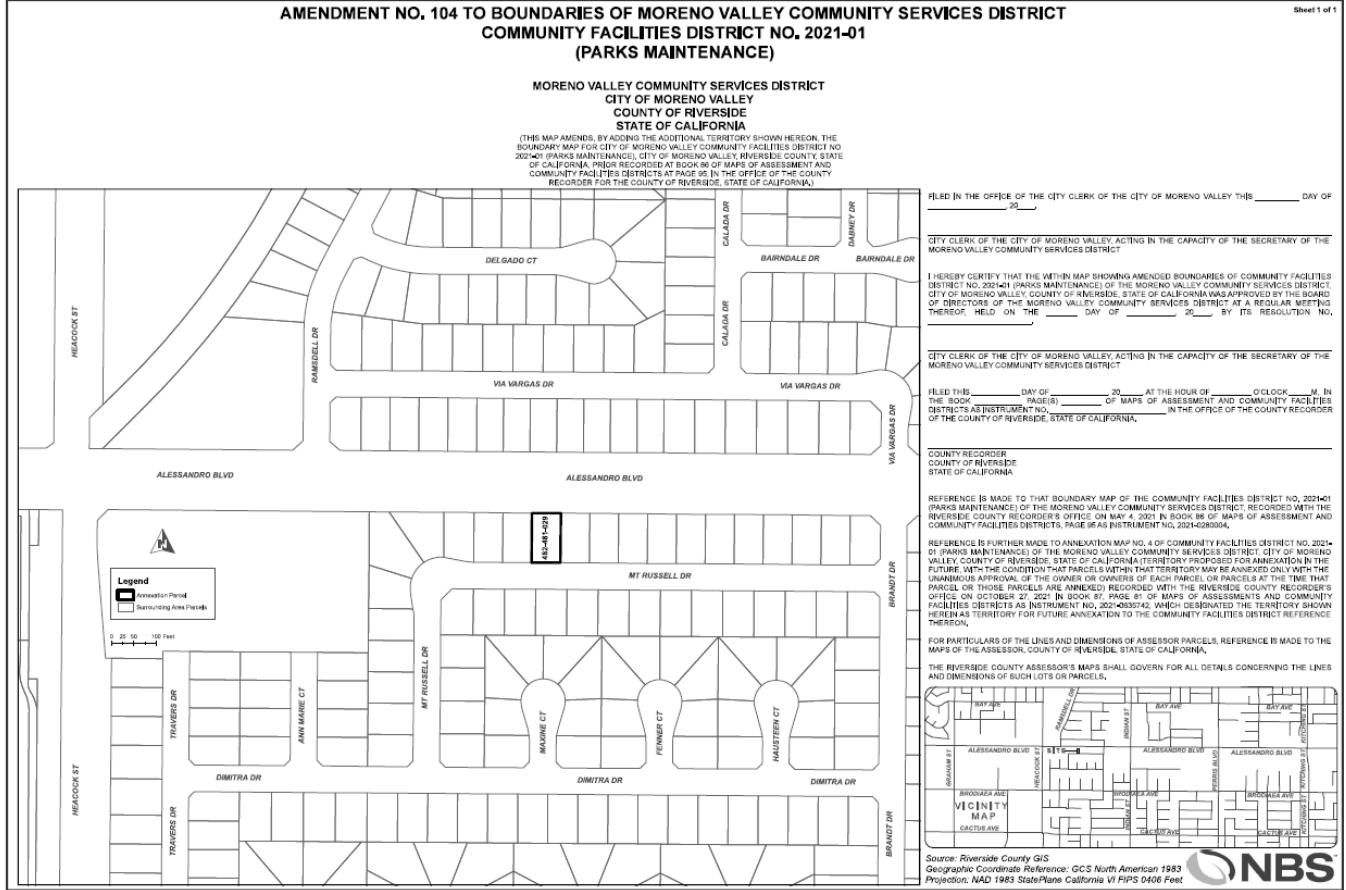 AMENDMENT NO. 104 TO BOUNDARIES OF MORENO VALLEY COMMUNITY SERVICES DISTRICT
COMMUNITY FACILITIES DISTRICT NO. 2021-01
(PARKS MAINTENANCE)
Sheet 1 of 1
MORENO VALLEY COMMUNITY SERVICES DISTRICT
CITY OF MORENO VALLEY
COUNTY OF RIVERSIDE
STATE OF CALIFORNIA
(THIS MAP AMENDS, BY ADDING THE ADDITIONAL TERRITORY SHOWN HEREON, THE
BOUNDARY MAP FOR CITY OF MORENO VALLEY COMMUNITY FACILITIES DISTRICT NO
2021-01 (PARKS MAINTENANCE), CITY OF MORENO VALLEY, RIVERSIDE COUNTY, STATE
OF CALIFORNIA, PRIOR RECORDED AT BOOK 86 OF MAPS OF ASSESSMENT AND
COMMUNITY FACILITIES DISTRICTS AT PAGE 95, IN THE OFFICE OF THE COUNTY
RECORDER FOR THE COUNTY OF RIVERSIDE, STATE OF CALIFORNIA.)
HEACOCK ST
RAMSDELL DR
DELGADO CT
CALADA DR
DABNEY DR
BAIRNDALE DR
BAIRNDALE DR
CALADA DR
VIA VARGAS DR
VIA VARGAS DR
VIA VARGAS DR
ALESSANDRO BLVD
ALESSANDRO BLVD
482-481-029
MT RUSSELL DR
BRANDT DR
N
Legend
Annexation Parcel
Surrounding Area Parcels
0 25 50 100 Feet
TRAVERS DR
ANN MARIE CT
MT RUSSELL DR
MAXINE CT
FENNER CT
HAUSTEEN CT
DIMITRA DR
DIMITRA DR
DIMITRA DR
HEACOCK ST
TRAVERS DR
BRANDT DR
FILED IN THE OFFICE OF THE CITY CLERK OF THE CITY OF MORENO VALLEY THIS ________ DAY OF
______________, 20___.
CITY CLERK OF THE CITY OF MORENO VALLEY, ACTING IN THE CAPACITY OF THE SECRETARY OF THE
MORENO VALLEY COMMUNITY SERVICES DISTRICT
I HEREBY CERTIFY THAT THE WITHIN MAP SHOWING AMENDED BOUNDARIES OF COMMUNITY FACILITIES
DISTRICT NO. 2021-01 (PARKS MAINTENANCE) OF THE MORENO VALLEY COMMUNITY SERVICES DISTRICT,
CITY OF MORENO VALLEY, COUNTY OF RIVERSIDE, STATE OF CALIFORNIA WAS APPROVED BY THE BOARD
OF DIRECTORS OF THE MORENO VALLEY COMMUNITY SERVICES DISTRICT AT A REGULAR MEETING
THEREOF, HELD ON THE ________ DAY OF _________, 20___, BY ITS RESOLUTION NO.
________________.
CITY CLERK OF THE CITY OF MORENO VALLEY, ACTING IN THE CAPACITY OF THE SECRETARY OF THE
MORENO VALLEY COMMUNITY SERVICES DISTRICT
FILED THIS ________ DAY OF __________, 20___ AT THE HOUR OF _______ O'CLOCK ___M, IN
THE BOOK ________ PAGE(S) _______ OF MAPS OF ASSESSMENT AND COMMUNITY FACILITIES
DISTRICTS AS INSTRUMENT NO. ____________________ IN THE OFFICE OF THE COUNTY RECORDER
OF THE COUNTY OF RIVERSIDE, STATE OF CALIFORNIA.
COUNTY RECORDER
COUNTY OF RIVERSIDE
STATE OF CALIFORNIA
REFERENCE IS MADE TO THAT BOUNDARY MAP OF THE COMMUNITY FACILITIES DISTRICT NO. 2021-01
(PARKS MAINTENANCE) OF THE MORENO VALLEY COMMUNITY SERVICES DISTRICT, RECORDED WITH THE
RIVERSIDE COUNTY RECORDER'S OFFICE ON MAY 4, 2021 IN BOOK 86 OF MAPS OF ASSESSMENT AND
COMMUNITY FACILITIES DISTRICTS, PAGE 95 AS INSTRUMENT NO. 2021-0280004.
REFERENCE IS FURTHER MADE TO ANNEXATION MAP NO. 4 OF COMMUNITY FACILITIES DISTRICT NO. 2021-
01 (PARKS MAINTENANCE) OF THE MORENO VALLEY COMMUNITY SERVICES DISTRICT, CITY OF MORENO
VALLEY, COUNTY OF RIVERSIDE, STATE OF CALIFORNIA (TERRITORY PROPOSED FOR ANNEXATION IN THE
FUTURE, WITH THE CONDITION THAT PARCELS WITHIN THAT TERRITORY MAY BE ANNEXED ONLY WITH THE
UNANIMOUS APPROVAL OF THE OWNER OR OWNERS OF EACH PARCEL OR PARCELS AT THE TIME THAT
PARCEL OR THOSE PARCELS ARE ANNEXED) RECORDED WITH THE RIVERSIDE COUNTY RECORDER'S
OFFICE ON OCTOBER 27, 2021 IN BOOK 87, PAGE 81 OF MAPS OF ASSESSMENTS AND COMMUNITY
FACILITIES DISTRICTS AS INSTRUMENT NO. 2021-0635742, WHICH DESIGNATED THE TERRITORY SHOWN
HEREIN AS TERRITORY FOR FUTURE ANNEXATION TO THE COMMUNITY FACILITIES DISTRICT REFERENCE
THEREON.
FOR PARTICULARS OF THE LINES AND DIMENSIONS OF ASSESSOR PARCELS, REFERENCE IS MADE TO THE
MAPS OF THE ASSESSOR, COUNTY OF RIVERSIDE, STATE OF CALIFORNIA.
THE RIVERSIDE COUNTY ASSESSOR'S MAPS SHALL GOVERN FOR ALL DETAILS CONCERNING THE LINES
AND DIMENSIONS OF SUCH LOTS OR PARCELS.
BAY AVE
RAMSDELL DR
INDIAN ST
BAY AVE
BAY AVE
KITCHING ST
ALESSANDRO BLVD
SITE
ALESSANDRO BLVD
ALESSANDRO BLVD
GRAHAM ST
HEACOCK ST
PERRIS BLVD
KITCHING ST
BRODIAEA AVE
BRODIAEA AVE
BRODIAEA AVE
VICINITY
MAP
INDIAN ST
KITCHING ST
CACTUS AVE
CACTUS AVE
CACTUS AVE
Source: Riverside County GIS
Geographic Coordinate Reference: GCS North American 1983
Projection: NAD 1983 StatePlane California VI FIPS 0406 Feet
NBS